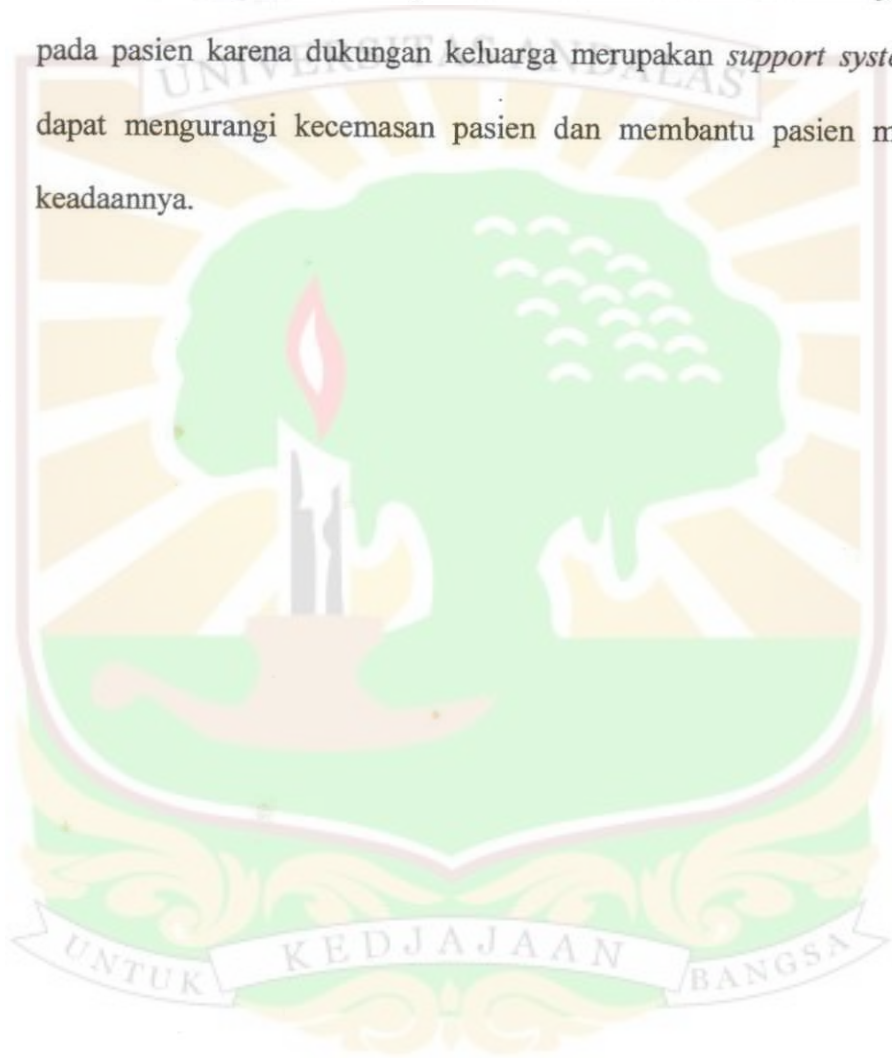 pada pasien karena dukungan keluarga merupakan support
dapat mengurangi kecemasan pasien dan membantu pasien
keadaannya.
UNIVERSITAS ANDALAS
UNTUK KEDJAJAAN BANGSA